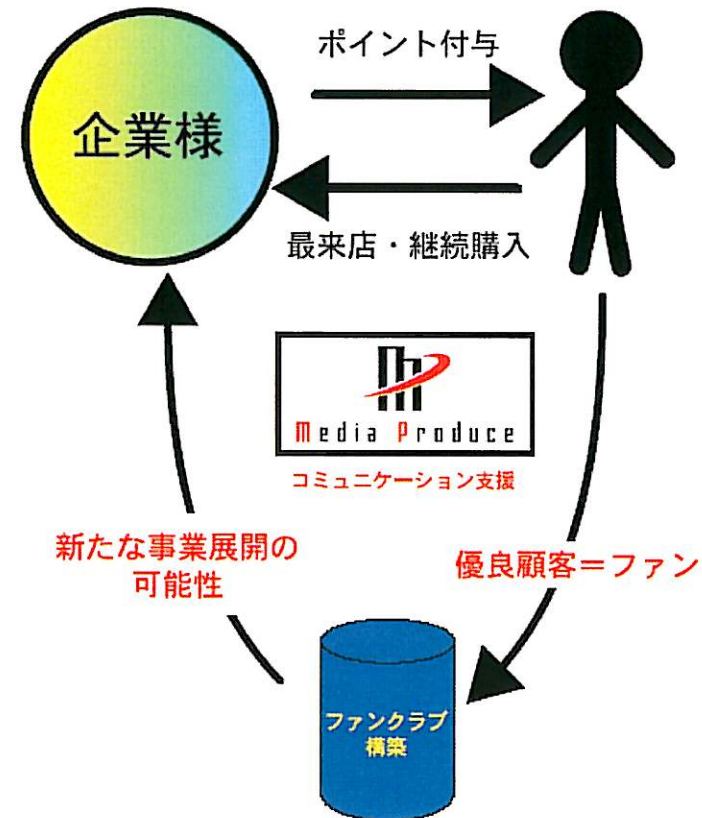 ポイント付与
企業様
最来店・継続購入
Media Produce
コミュニケーション支援
新たな事業展開の
可能性
優良顧客＝ファン
ファンクラブ
構築